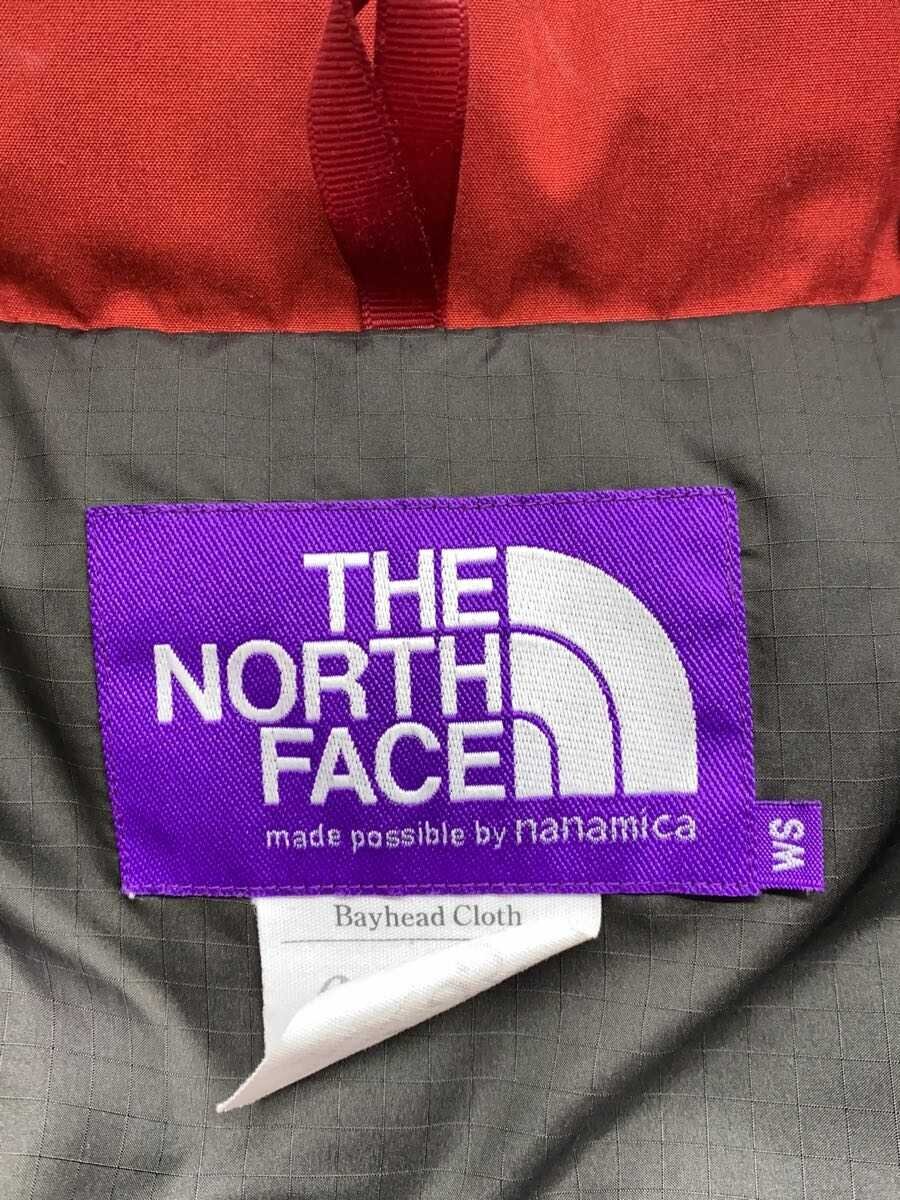 THE
NORTH
FACE
made possible by nanamica
WS
Bayhead Cloth